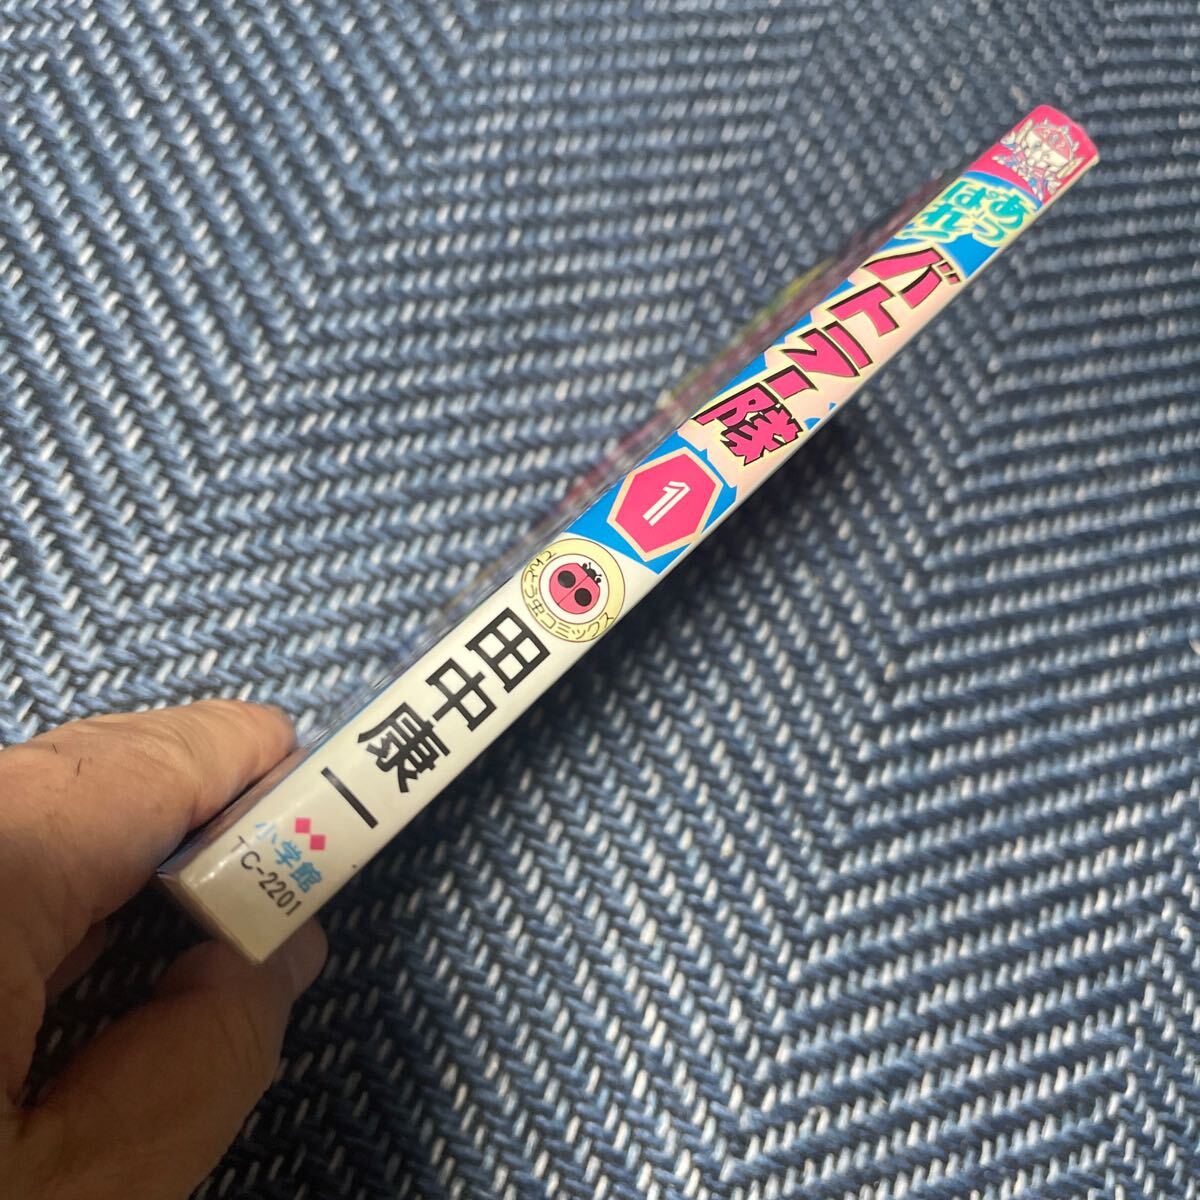 あっぱれ!
バトラー隊
1
てんとう虫コミックス
田中康一
小学館
TC-2201